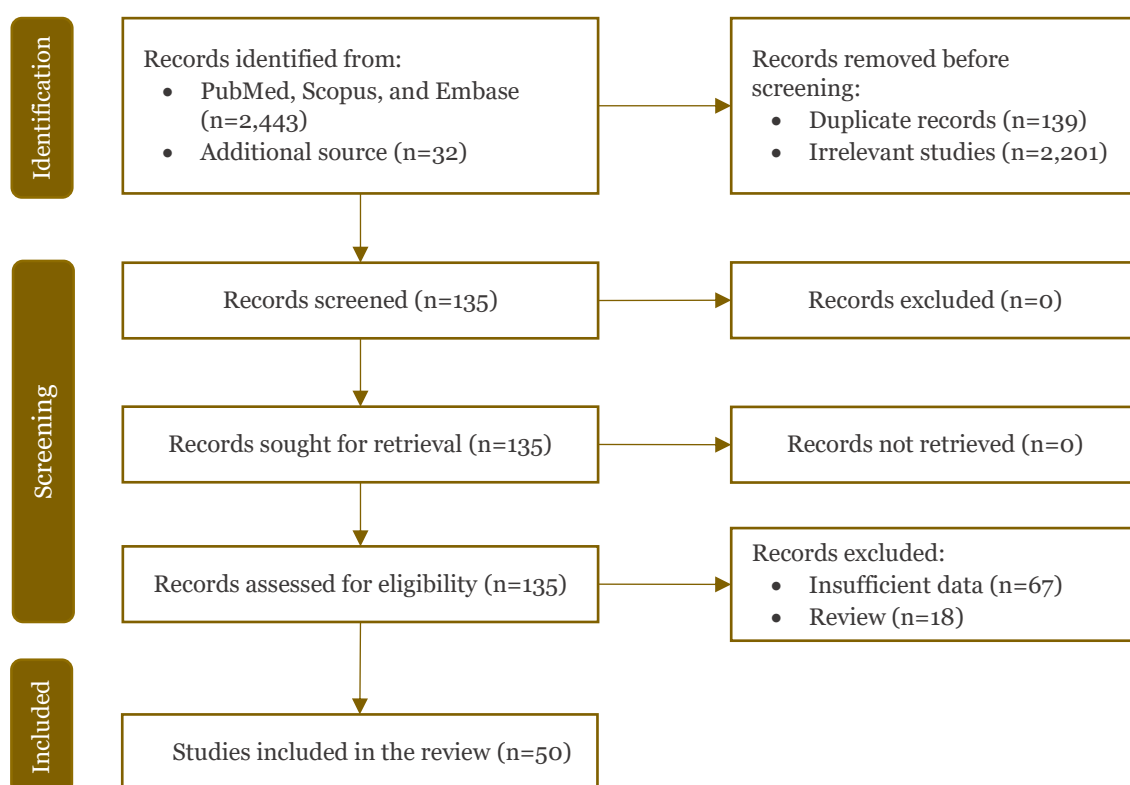 Identification
Records identified from:
• PubMed, Scopus, and Embase
(n=2,443)
• Additional source (n=32)
Records removed before
screening:
• Duplicate records (n=139)
• Irrelevant studies (n=2,201)
Screening
Records screened (n=135)
Records excluded (n=0)
Records sought for retrieval (n=135)
Records not retrieved (n=0)
Records assessed for eligibility (n=135)
Records excluded:
• Insufficient data (n=67)
• Review (n=18)
Included
Studies included in the review (n=50)